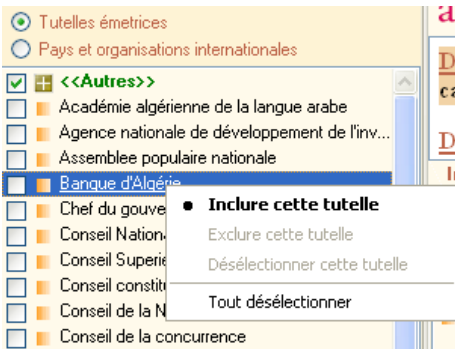 Tutelles émetrices
Pays et organisations internationales
<<Autres>>
Académie algérienne de la langue arabe
Agence nationale de développement de l'inv...
Assemblee populaire nationale
Banque d'Algérie
Chef du gouve
Inclure cette tutelle
Conseil Nation
Exclure cette tutelle
Conseil Superie
Désélectionner cette tutelle
Conseil constitu
Conseil de la N
Tout désélectionner
Conseil de la concurrence